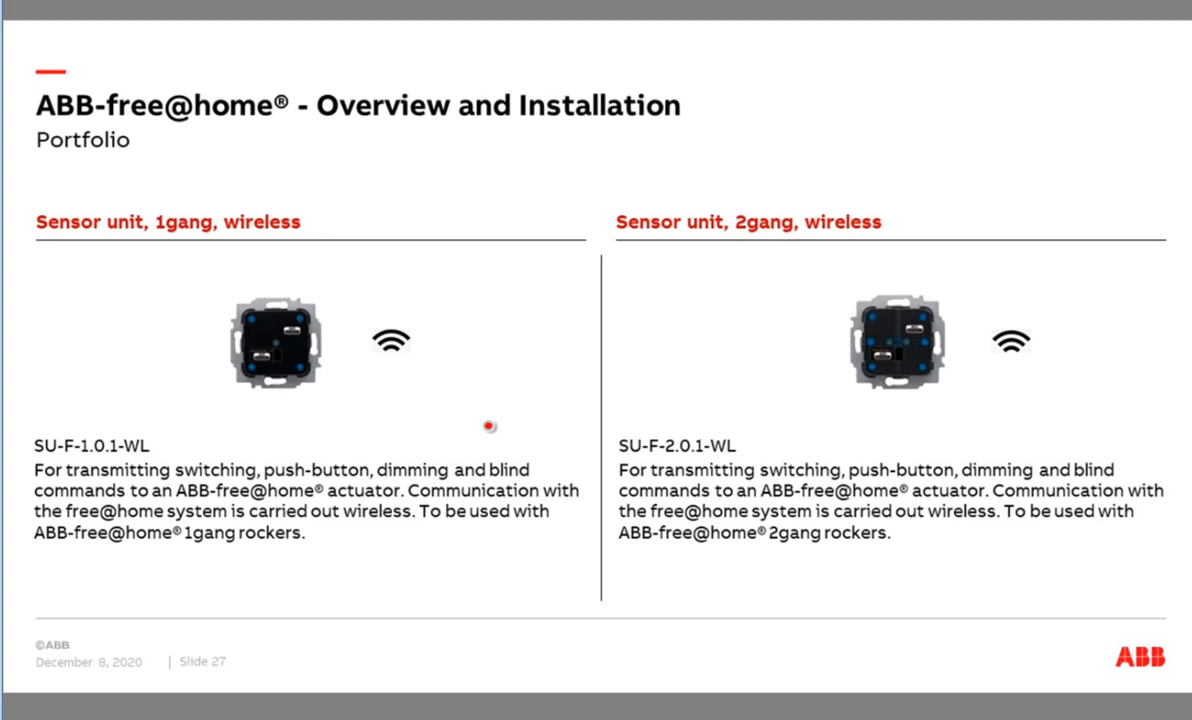 ABB-free@home® - Overview and Installation
Portfolio
Sensor unit, 1gang, wireless
SU-F-1.0.1-WL
For transmitting switching, push-button, dimming and blind
commands to an ABB-free@home® actuator. Communication with
the free@home system is carried out wireless. To be used with
ABB-free@home® 1gang rockers.
Sensor unit, 2gang, wireless
SU-F-2.0.1-WL
For transmitting switching, push-button, dimming and blind
commands to an ABB-free@home® actuator. Communication with
the free@home system is carried out wireless. To be used with
ABB-free@home® 2gang rockers.
©ABB
December 8, 2020 | Slide 27
ABB